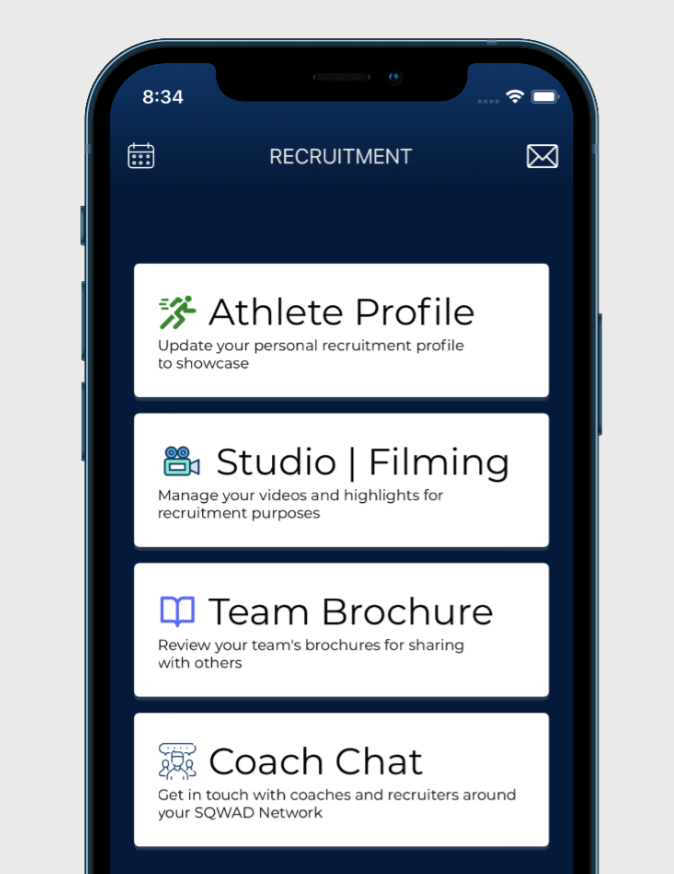 8:34
RECRUITMENT
Athlete Profile
Update your personal recruitment profile
to showcase
Studio | Filming
Manage your videos and highlights for
recruitment purposes
Team Brochure
Review your team's brochures for sharing
with others
Coach Chat
Get in touch with coaches and recruiters around
your SQWAD Network